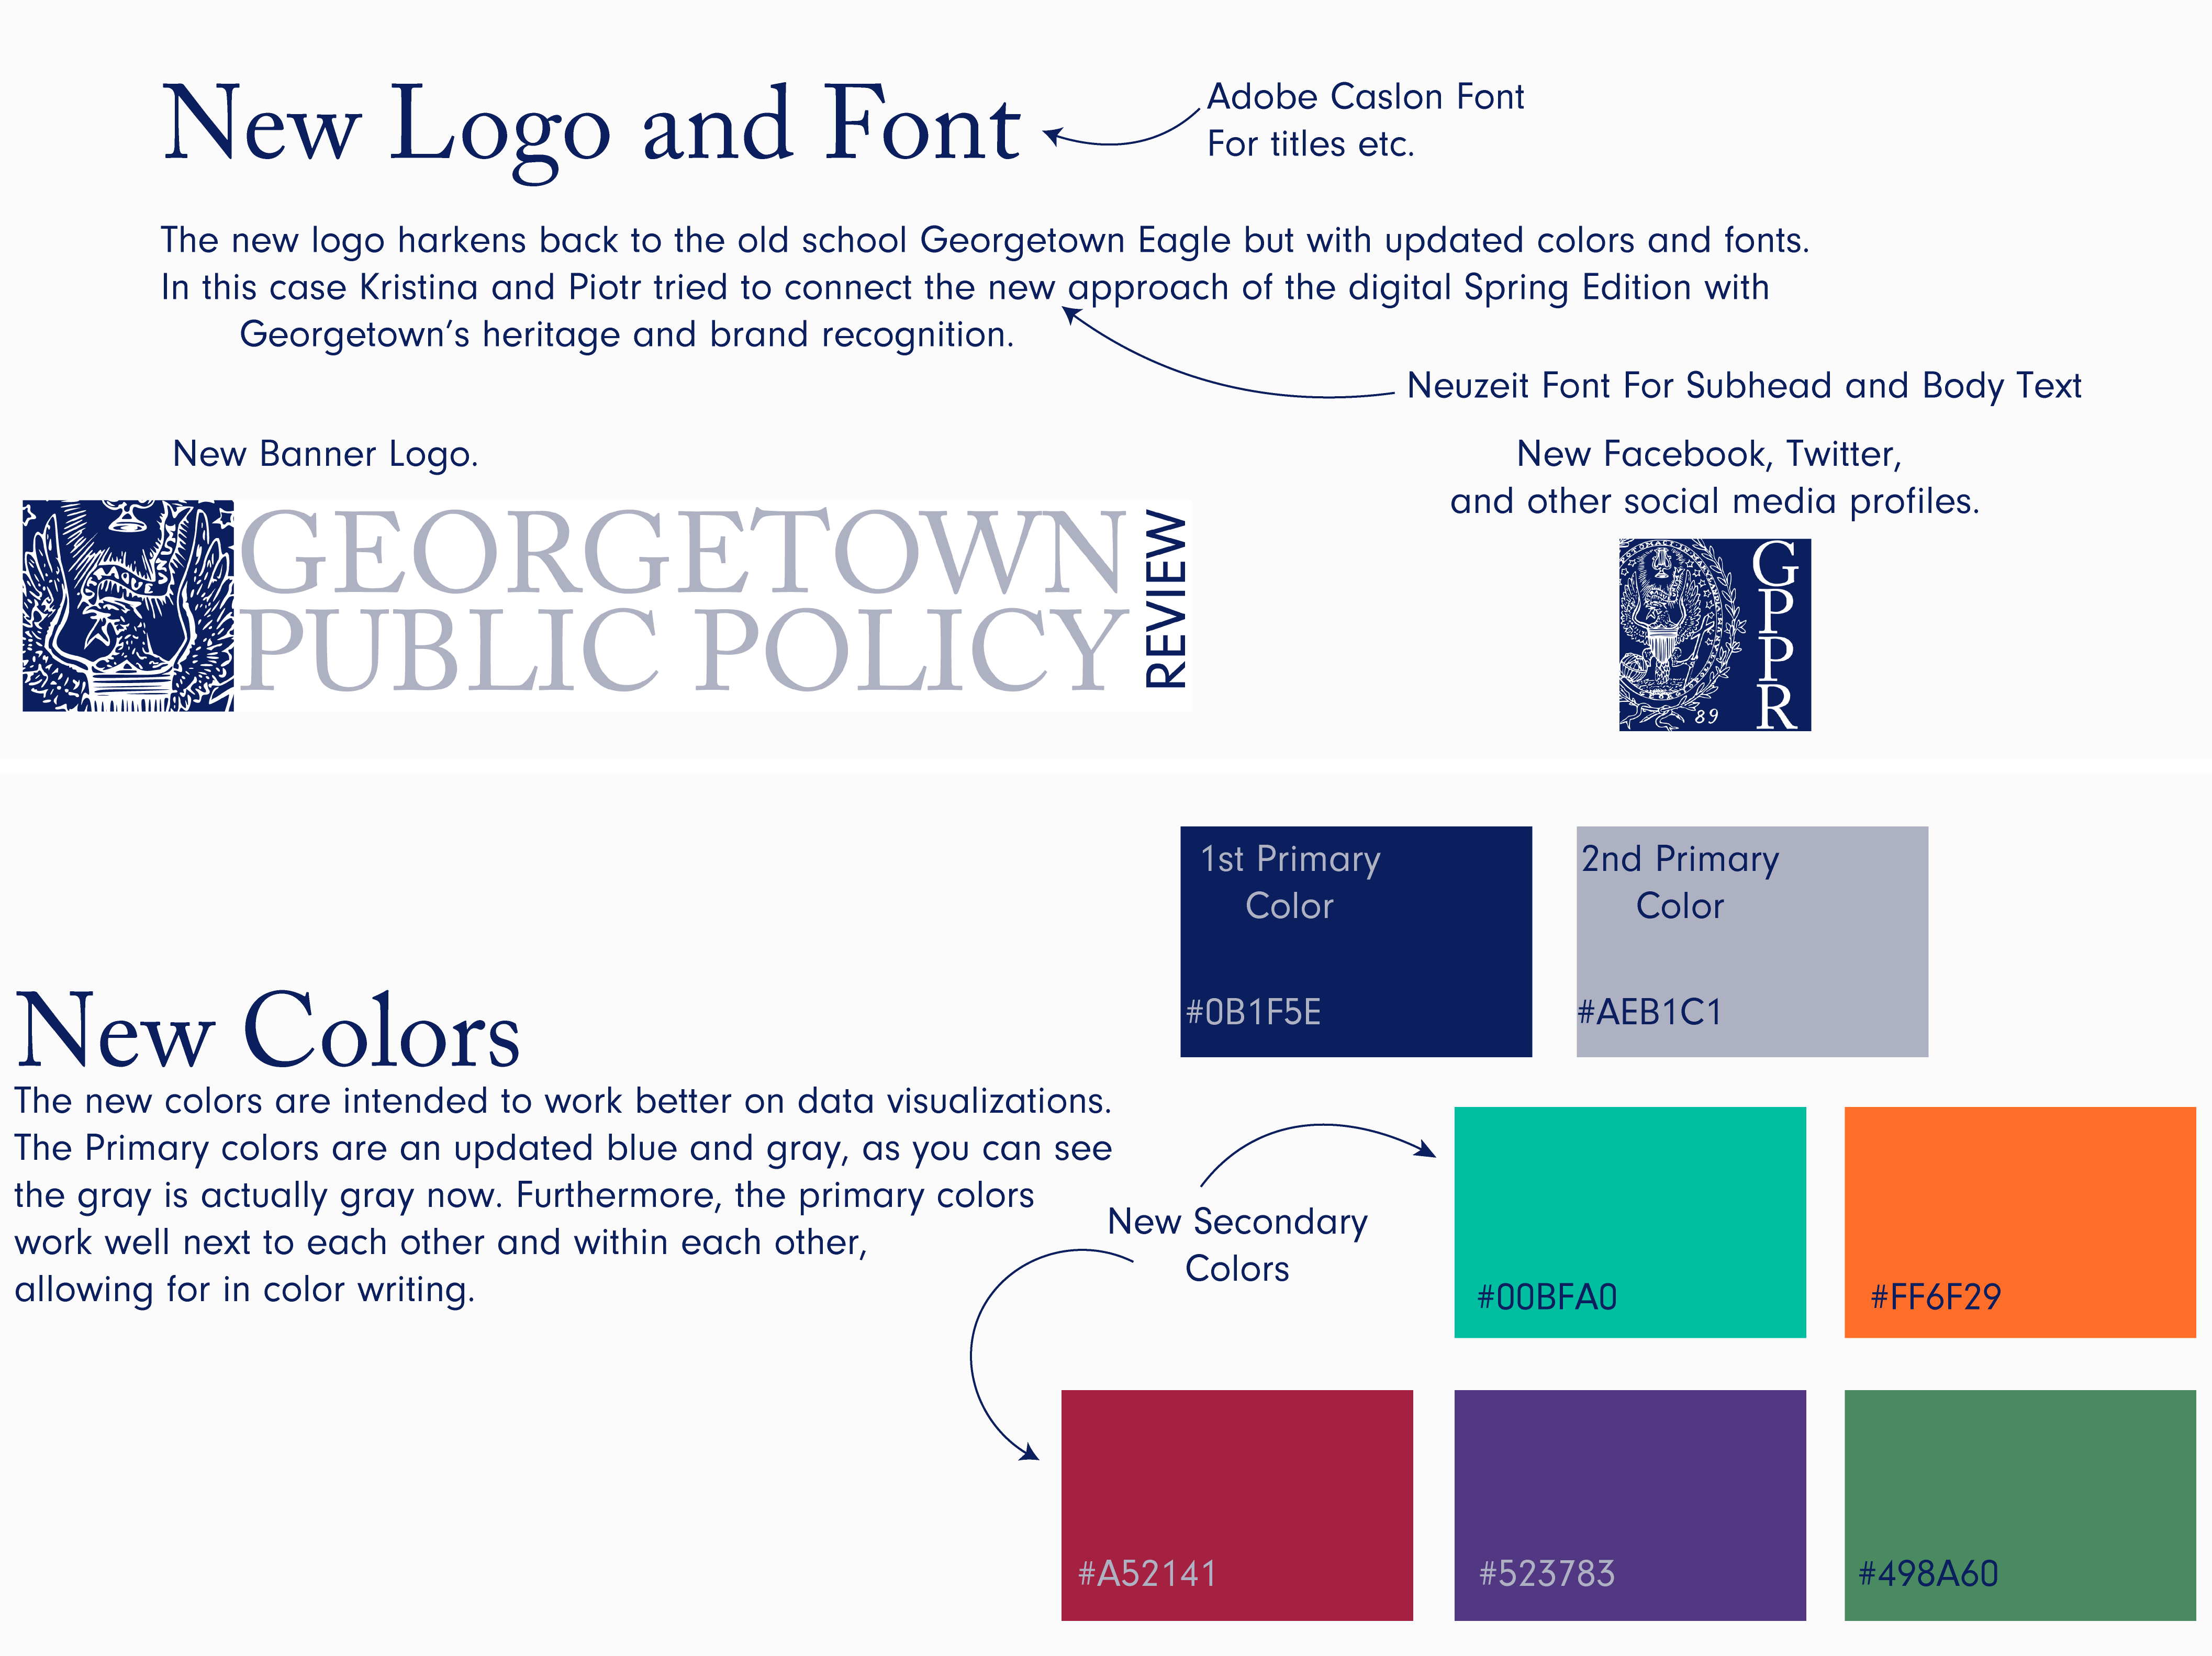 New Logo and Font
Adobe Caslon Font
For titles etc.
The new logo harkens back to the old school Georgetown Eagle but with updated colors and fonts.
In this case Kristina and Piotr tried to connect the new approach of the digital Spring Edition with
Georgetown’s heritage and brand recognition.
Neuzeit Font For Subhead and Body Text
New Banner Logo.
GEORGETOWN
PUBLIC POLICY
REVIEW
New Facebook, Twitter,
and other social media profiles.
G
P
P
R
89
1st Primary
Color
#0B1F5E
2nd Primary
Color
#AEB1C1
New Colors
The new colors are intended to work better on data visualizations.
The Primary colors are an updated blue and gray, as you can see
the gray is actually gray now. Furthermore, the primary colors
work well next to each other and within each other,
allowing for in color writing.
New Secondary
Colors
#00BFA0
#FF6F29
#A52141
#523783
#498A60